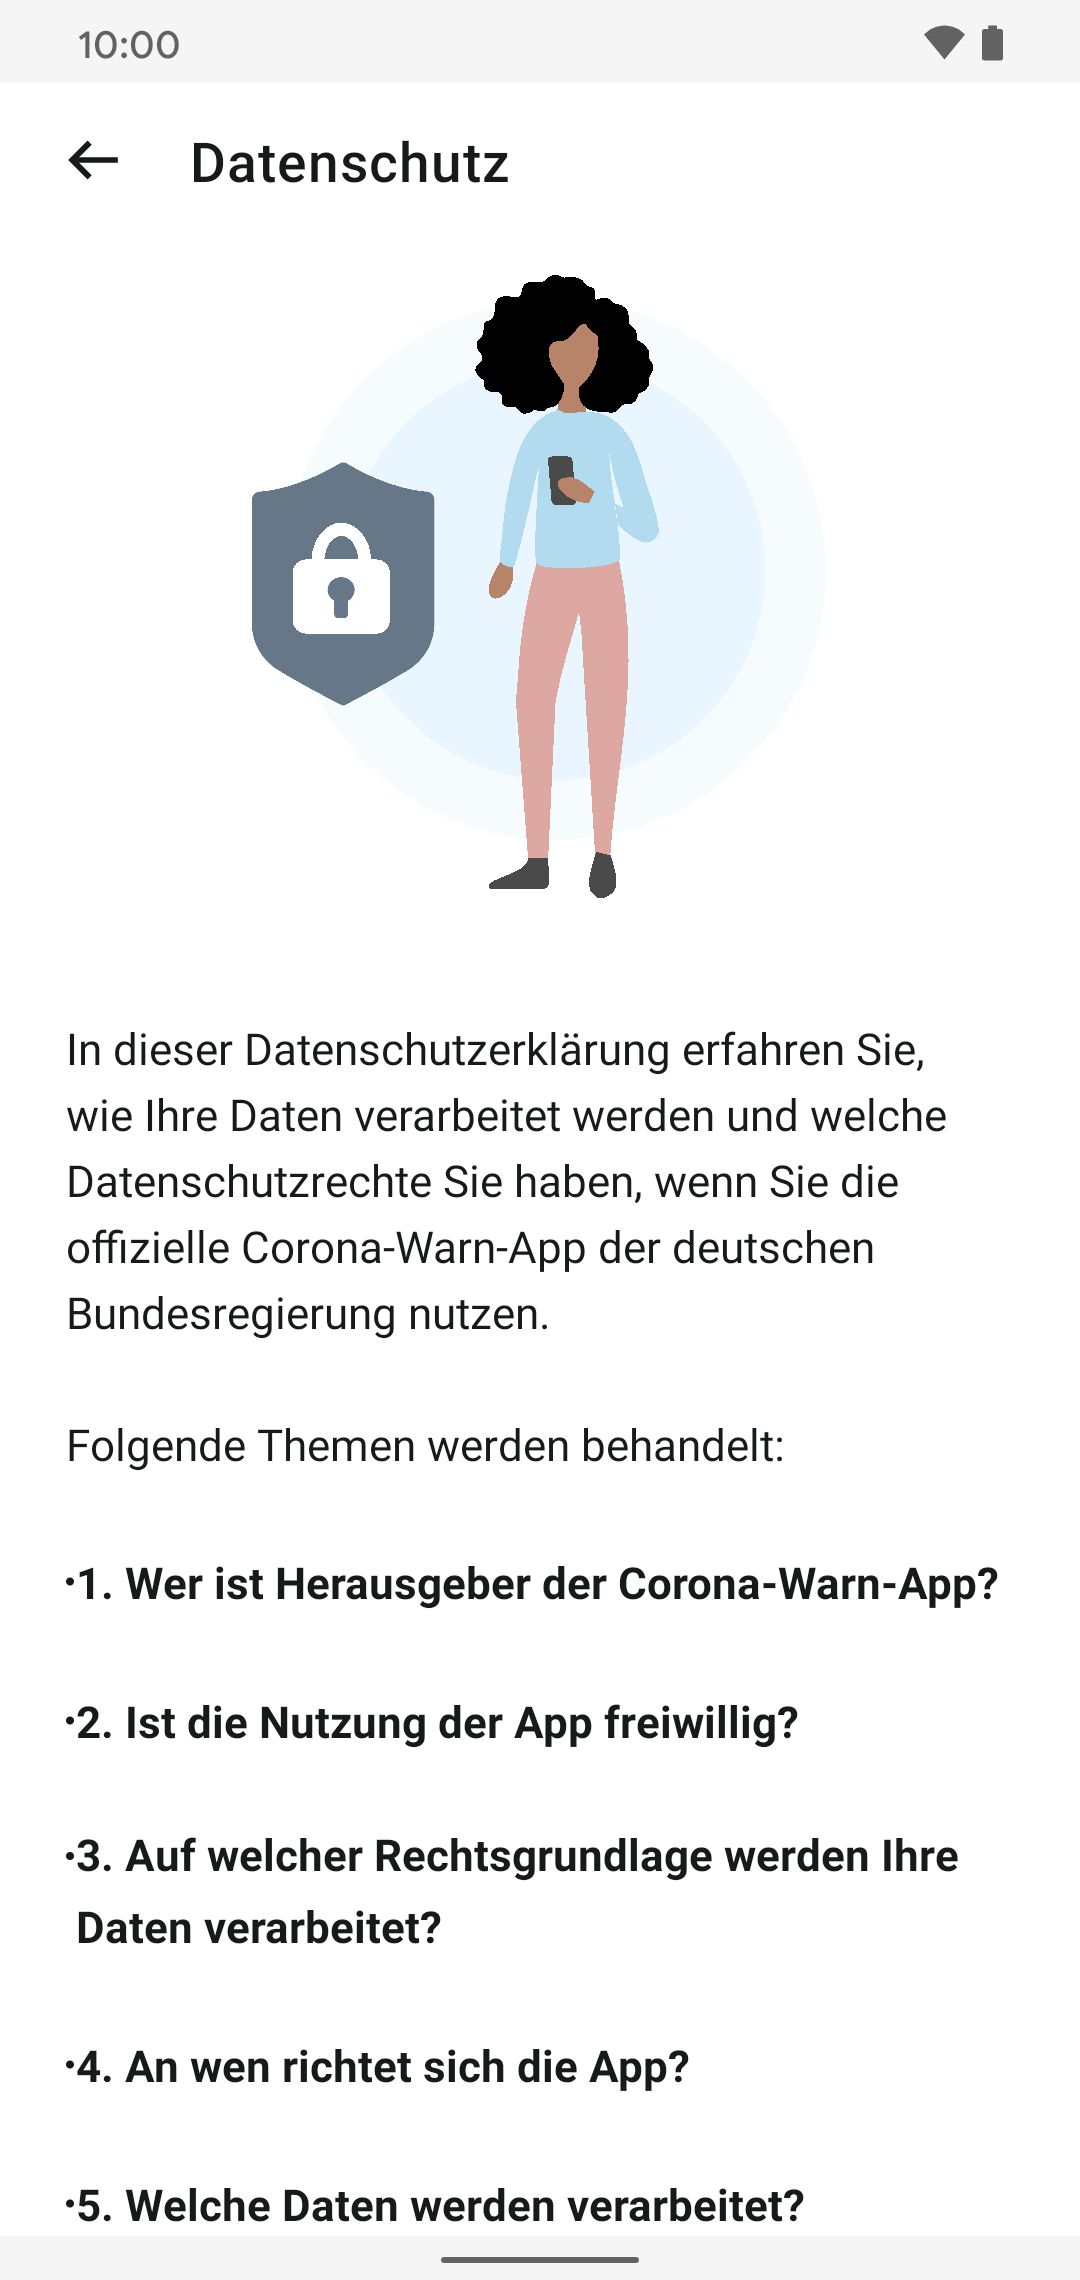 10:00
Datenschutz
In dieser Datenschutzerklärung erfahren Sie,
wie Ihre Daten verarbeitet werden und welche
Datenschutzrechte Sie haben, wenn Sie die
offizielle Corona-Warn-App der deutschen
Bundesregierung nutzen.
Folgende Themen werden behandelt:
•1. Wer ist Herausgeber der Corona-Warn-App?
•2. Ist die Nutzung der App freiwillig?
•3. Auf welcher Rechtsgrundlage werden Ihre
Daten verarbeitet?
•4. An wen richtet sich die App?
•5. Welche Daten werden verarbeitet?